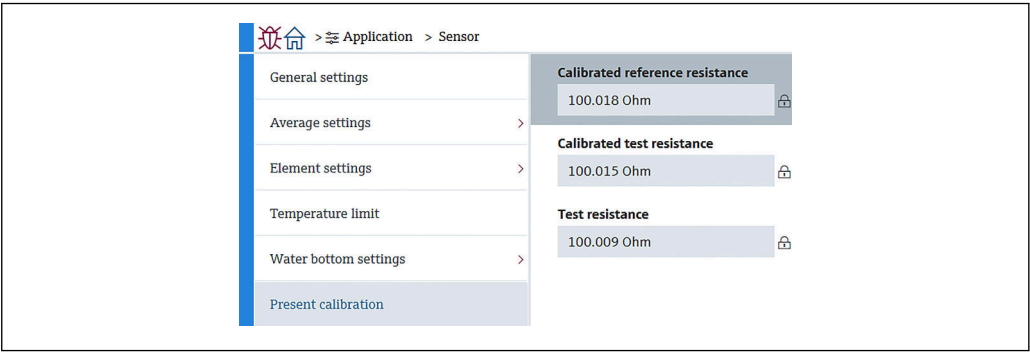 > Application > Sensor
General settings
Average settings >
Element settings >
Temperature limit
Water bottom settings >
Present calibration
Calibrated reference resistance
100.018 Ohm
Calibrated test resistance
100.015 Ohm
Test resistance
100.009 Ohm